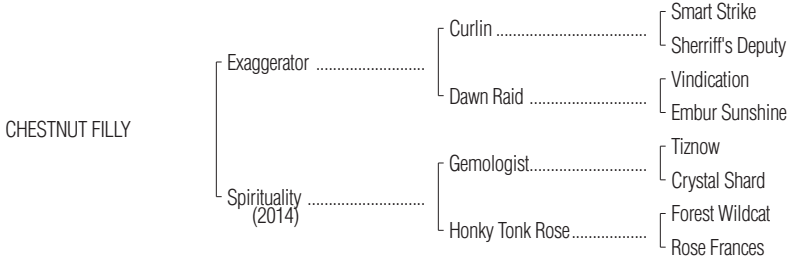 Smart Strike
Curlin ........................................
Sherriff's Deputy
Exaggerator .............................
Vindication
Dawn Raid ...............................
Embur Sunshine
CHESTNUT FILLY
Tiznow
Gemologist...............................
Crystal Shard
Spirituality ...............................
(2014)
Forest Wildcat
Honky Tonk Rose....................
Rose Frances